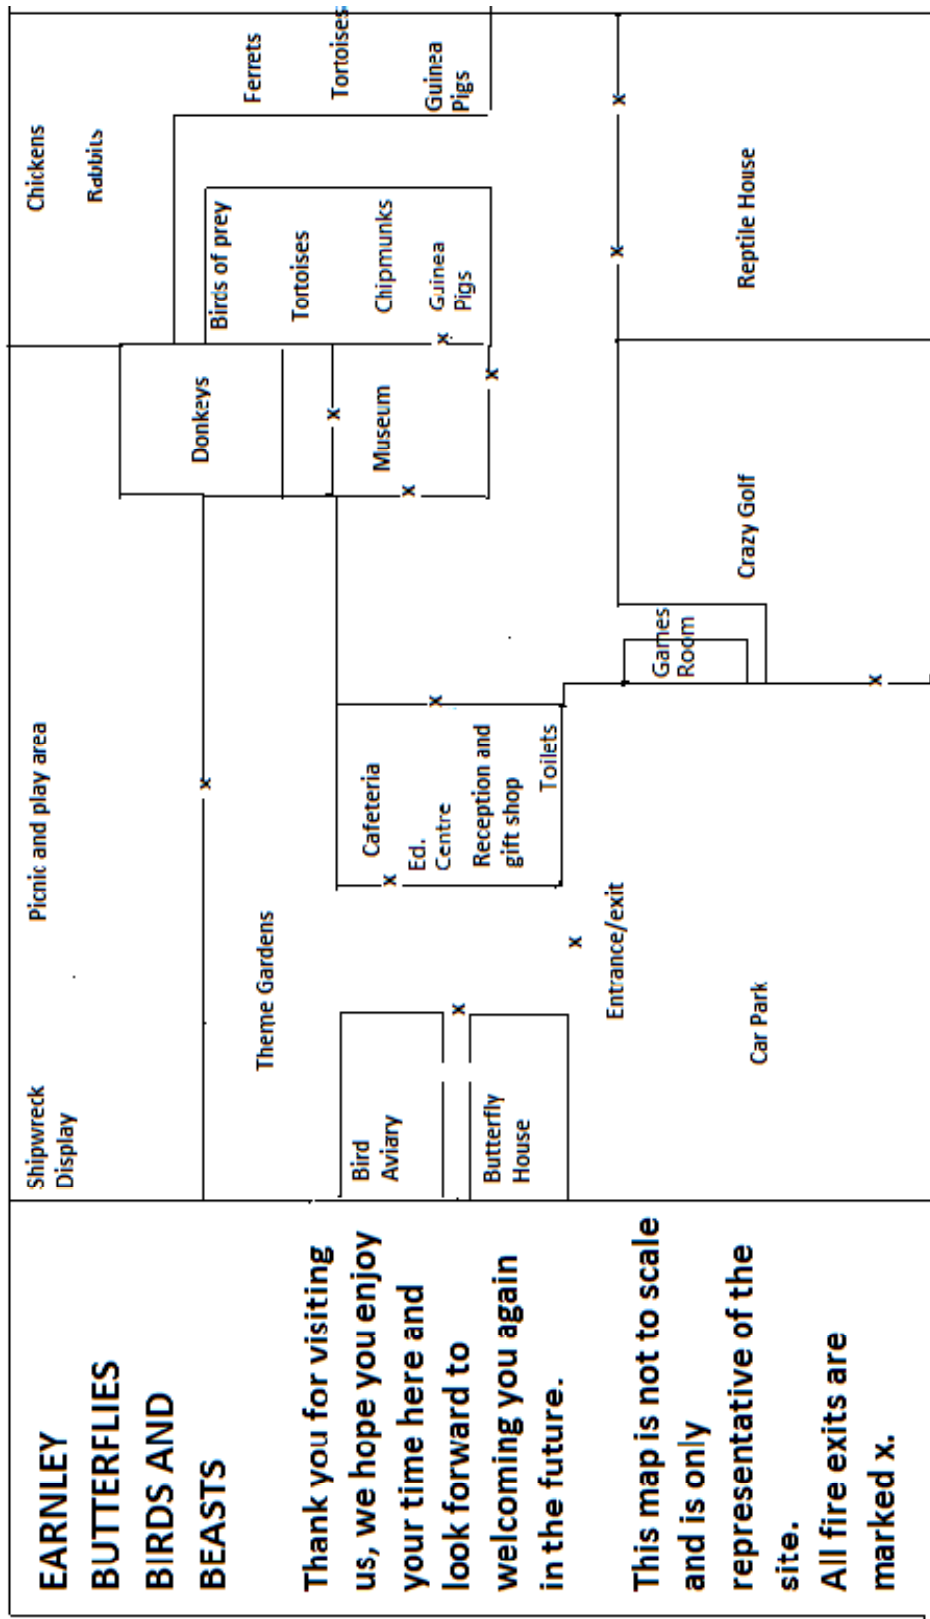 EARNLEY
BUTTERFLIES
BIRDS AND
BEASTS
Thank you for visiting
us, we hope you enjoy
your time here and
look forward to
welcoming you again
in the future.
This map is not to scale
and is only
representative of the
site.
All fire exits are
marked x.
Shipwreck
Display
Picnic and play area
Chickens
Rabbits
Theme Gardens
x
Donkeys
Birds of prey
Ferrets
Tortoises
Tortoises
Chipmunks
Guinea
Pigs
Guinea
Pigs
x
Museum
x
x
x
Bird
Aviary
Butterfly
House
x
Cafeteria
Ed.
Centre
Reception and
gift shop
Toilets
x
x
x
Entrance/exit
Car Park
Games
Room
x
Crazy Golf
Reptile House
x
x